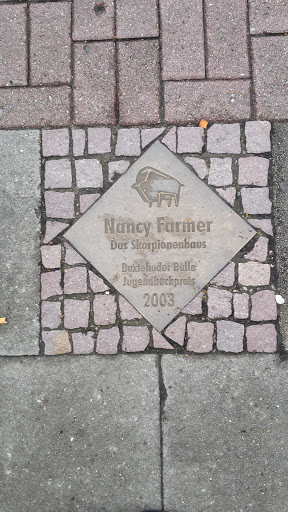 Nancy Farmer
Das Skorpionenhaus
Buxtehuder Bulle
Jugendbuchpreis
2003